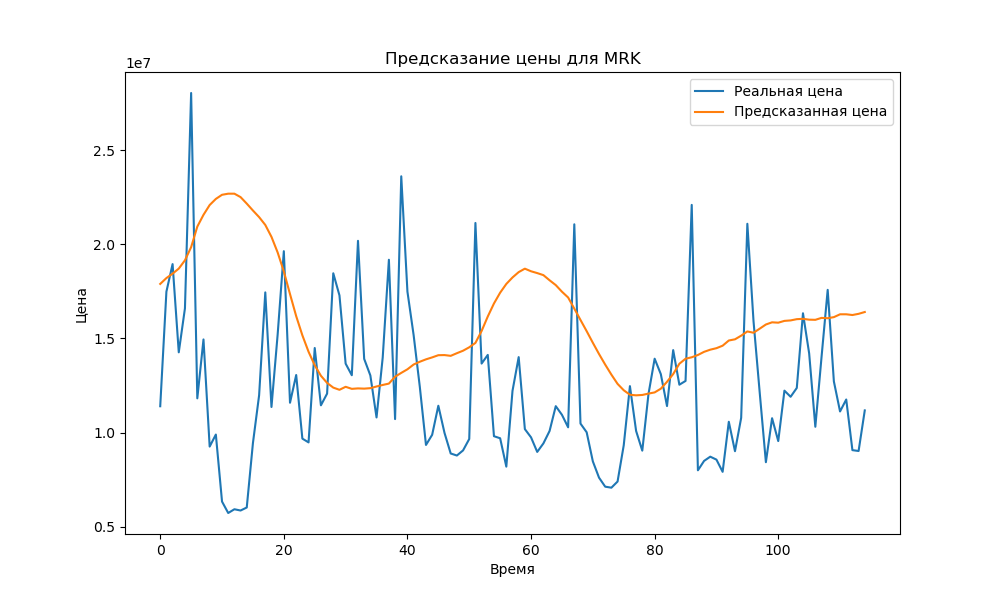 Предсказание цены для MRK
1e7
Реальная цена
Предсказанная цена
2.5
2.0
1.5
1.0
0.5
Цена
0 20 40 60 80 100
Время